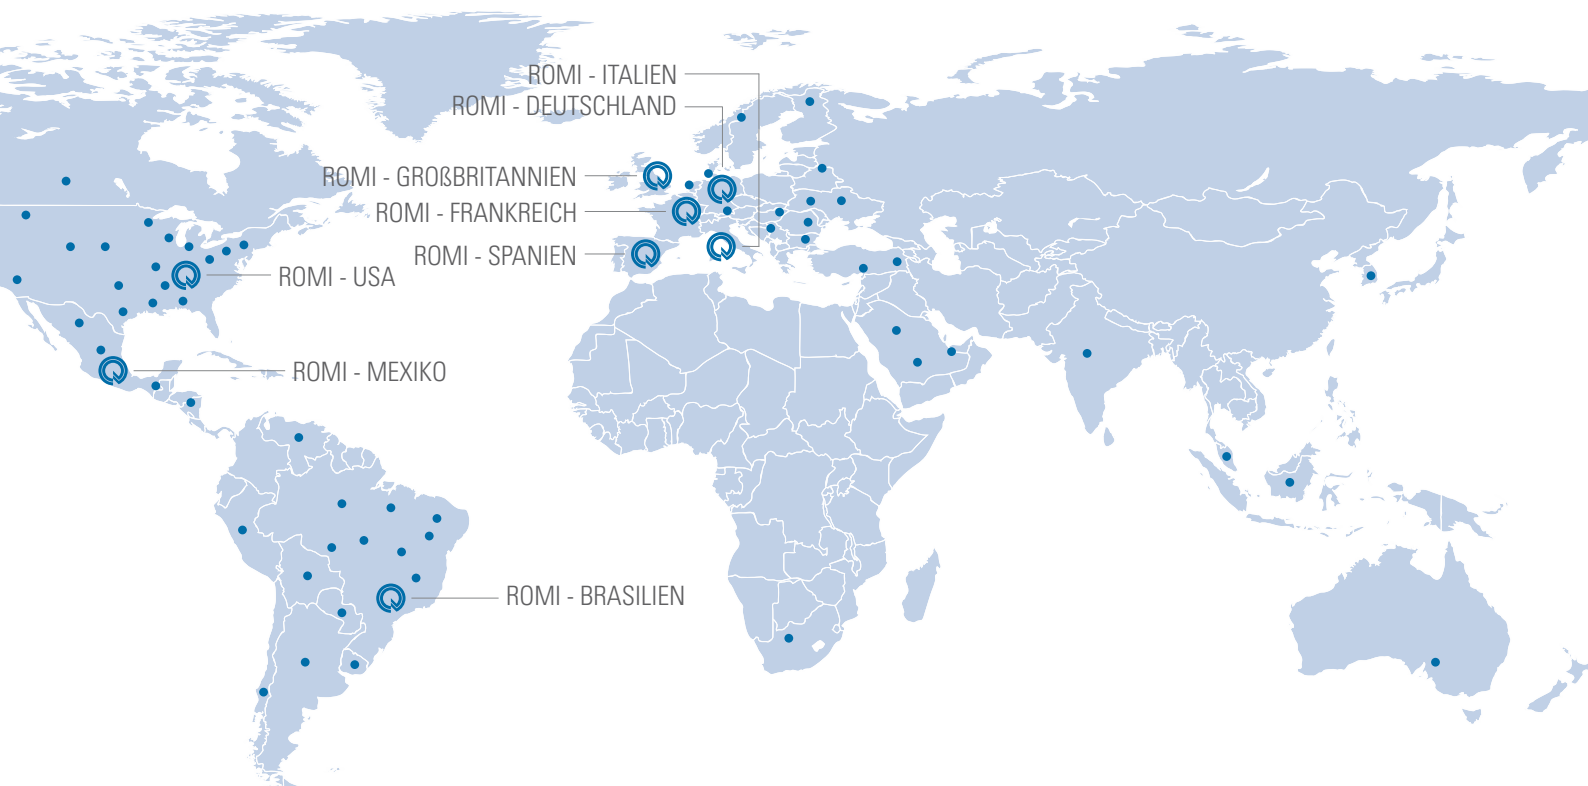 ROMI - ITALIEN
ROMI - DEUTSCHLAND
ROMI - GROßBRITANNIEN
ROMI - FRANKREICH
ROMI - SPANIEN
ROMI - USA
ROMI - MEXIKO
ROMI - BRASILIEN